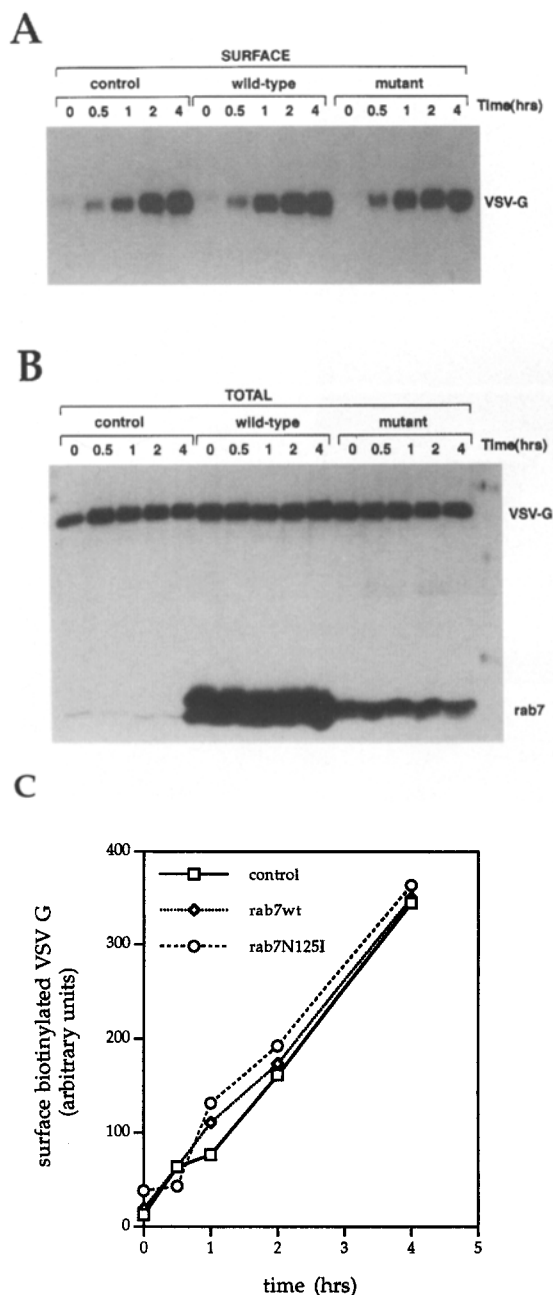 A
SURFACE
control wild-type mutant
0 0.5 1 2 4 0 0.5 1 2 4 0 0.5 1 2 4 Time(hrs)
VSV-G
B
TOTAL
control wild-type mutant
0 0.5 1 2 4 0 0.5 1 2 4 0 0.5 1 2 4 Time(hrs)
VSV-G
rab7
C
400
300
200
100
0
control
rab7wt
rab7N125I
surface biotinylated VSV G
(arbitrary units)
0 1 2 3 4 5
time (hrs)